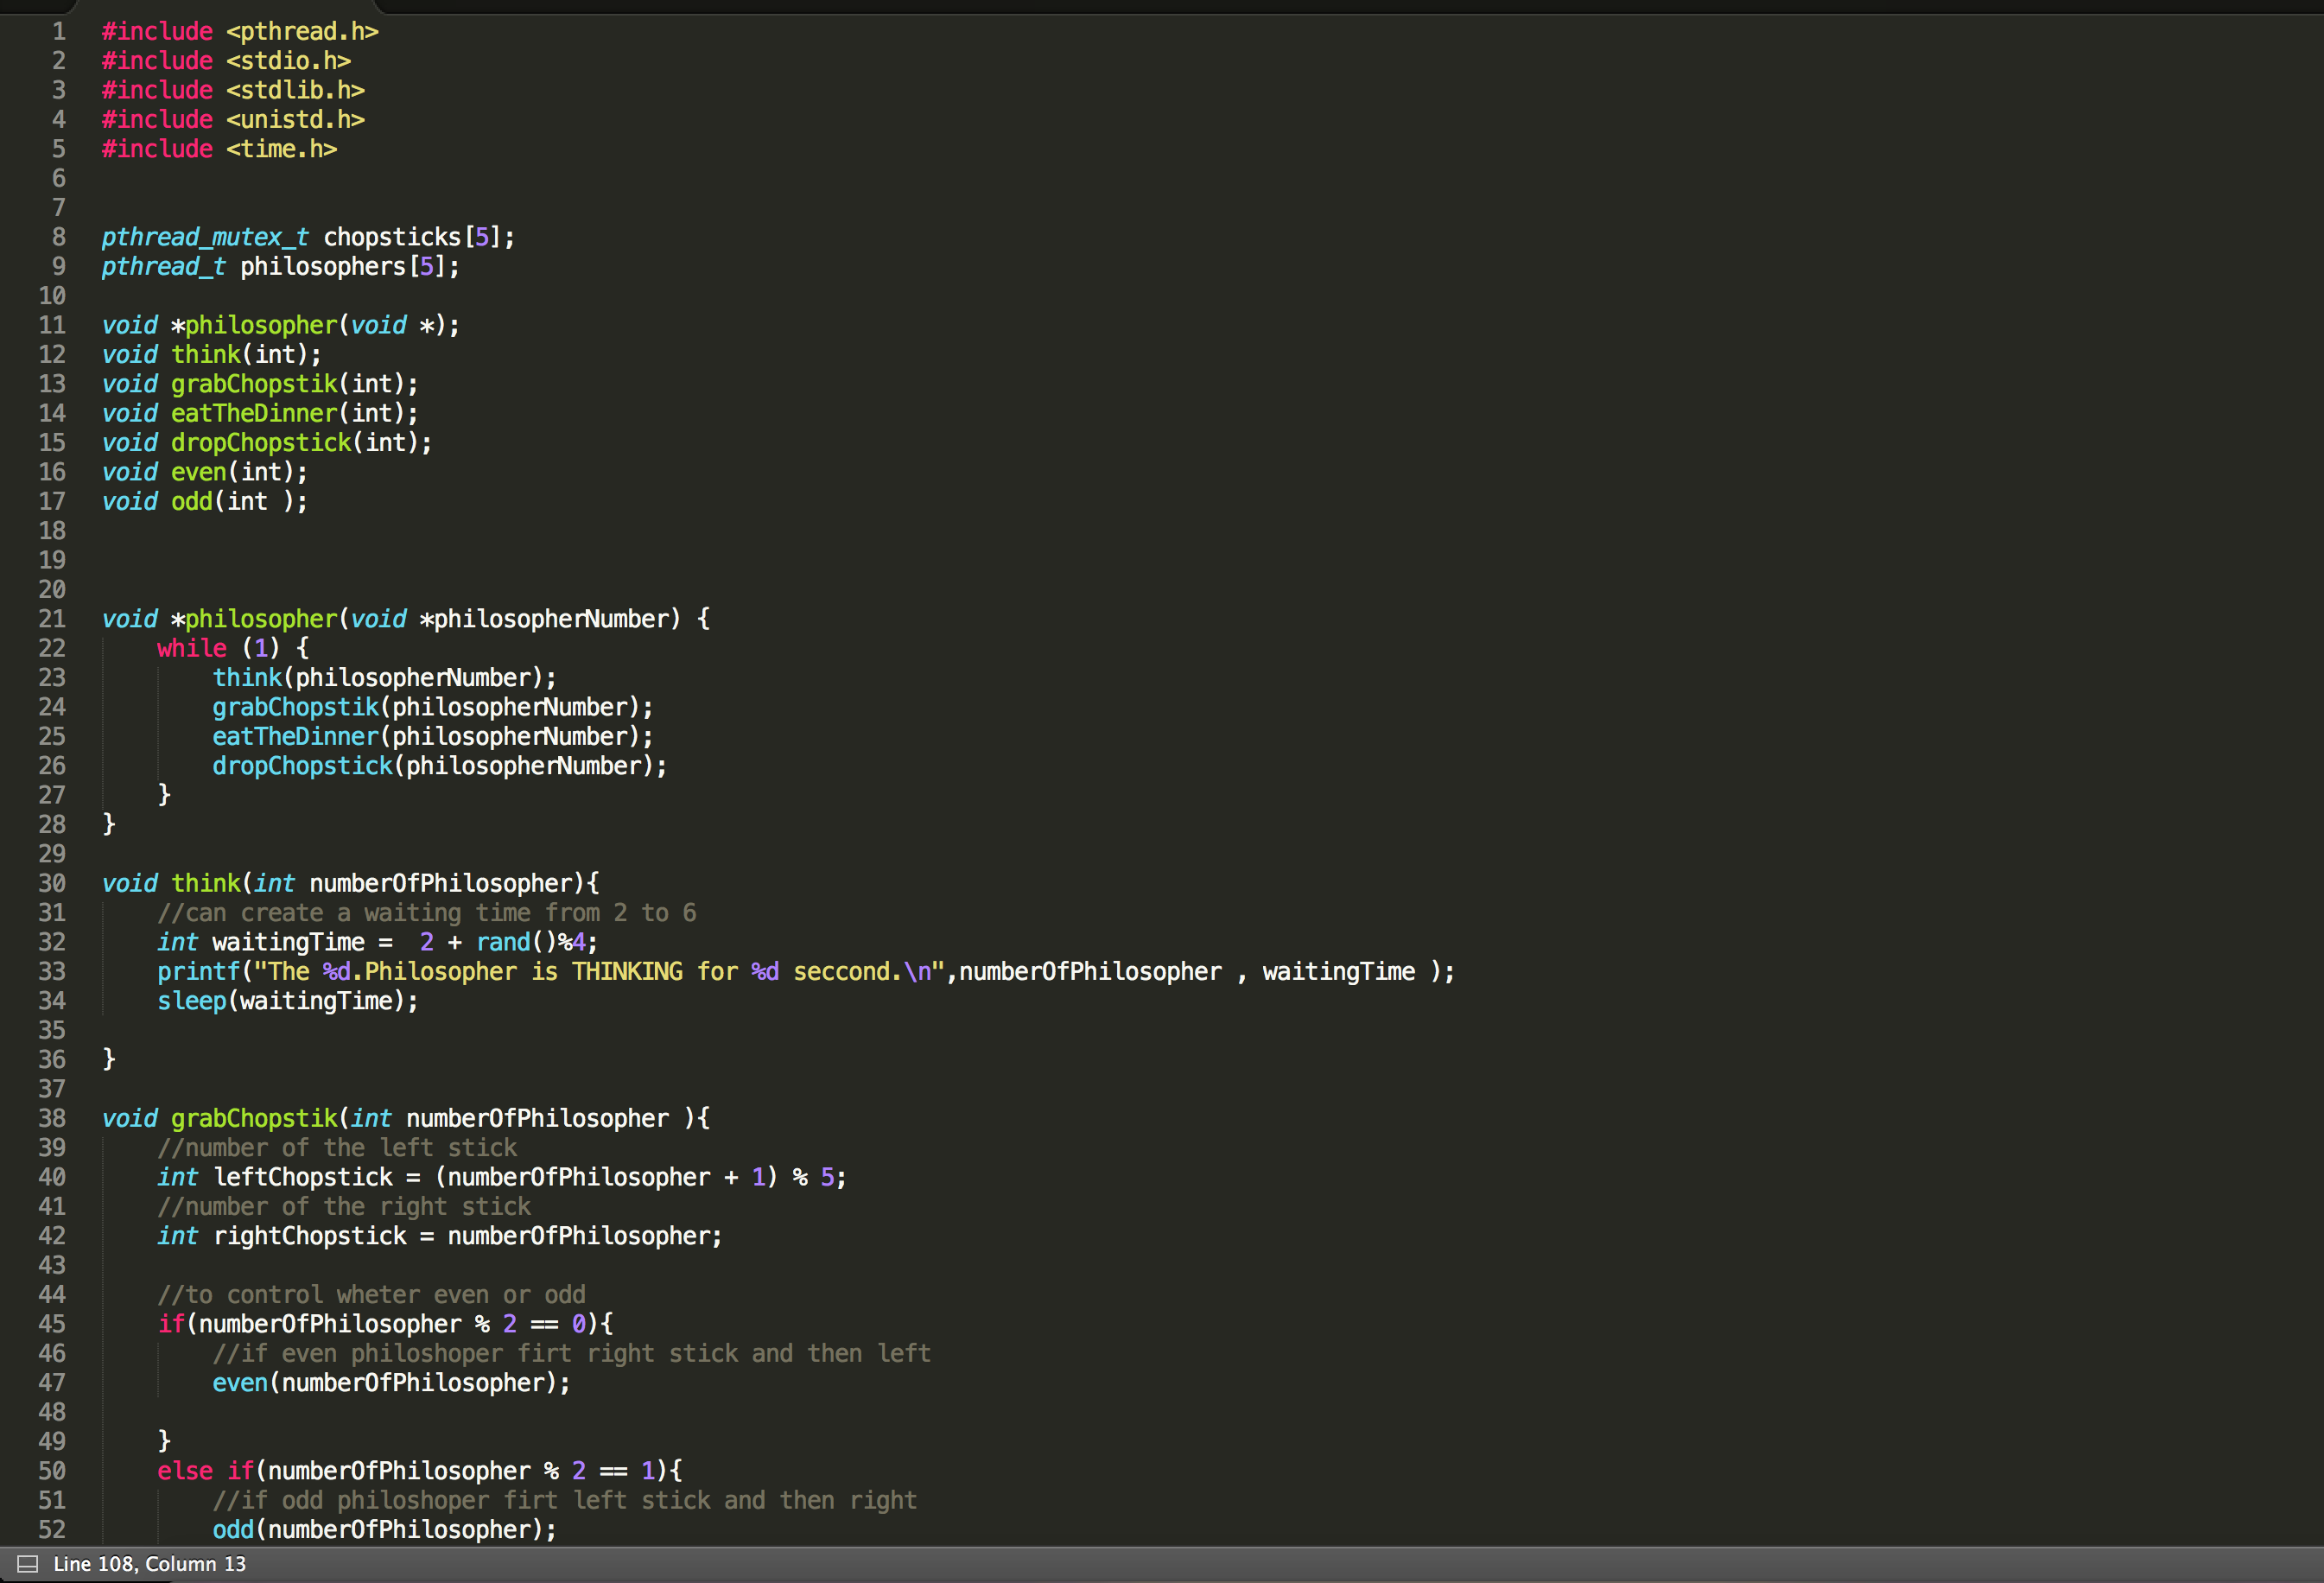 1 #include <pthread.h>
2 #include <stdio.h>
3 #include <stdlib.h>
4 #include <unistd.h>
5 #include <time.h>
6
7
8 pthread_mutex_t chopsticks[5];
9 pthread_t philosophers[5];
10
11 void *philosopher(void *);
12 void think(int);
13 void grabChopstik(int);
14 void eatTheDinner(int);
15 void dropChopstick(int);
16 void even(int);
17 void odd(int );
18
19
20
21 void *philosopher(void *philosopherNumber) {
22     while (1) {
23         think(philosopherNumber);
24         grabChopstik(philosopherNumber);
25         eatTheDinner(philosopherNumber);
26         dropChopstick(philosopherNumber);
27     }
28 }
29
30 void think(int numberOfPhilosopher){
31     //can create a waiting time from 2 to 6
32     int waitingTime =  2 + rand()%4;
33     printf("The %d.Philosopher is THINKING for %d seccond.\n",numberOfPhilosopher , waitingTime );
34     sleep(waitingTime);
35
36 }
37
38 void grabChopstik(int numberOfPhilosopher ){
39     //number of the left stick
40     int leftChopstick = (numberOfPhilosopher + 1) % 5;
41     //number of the right stick
42     int rightChopstick = numberOfPhilosopher;
43
44     //to control wheter even or odd
45     if(numberOfPhilosopher % 2 == 0){
46         //if even philoshoper firt right stick and then left
47         even(numberOfPhilosopher);
48
49     }
50     else if(numberOfPhilosopher % 2 == 1){
51         //if odd philoshoper firt left stick and then right
52         odd(numberOfPhilosopher);
Line 108, Column 13